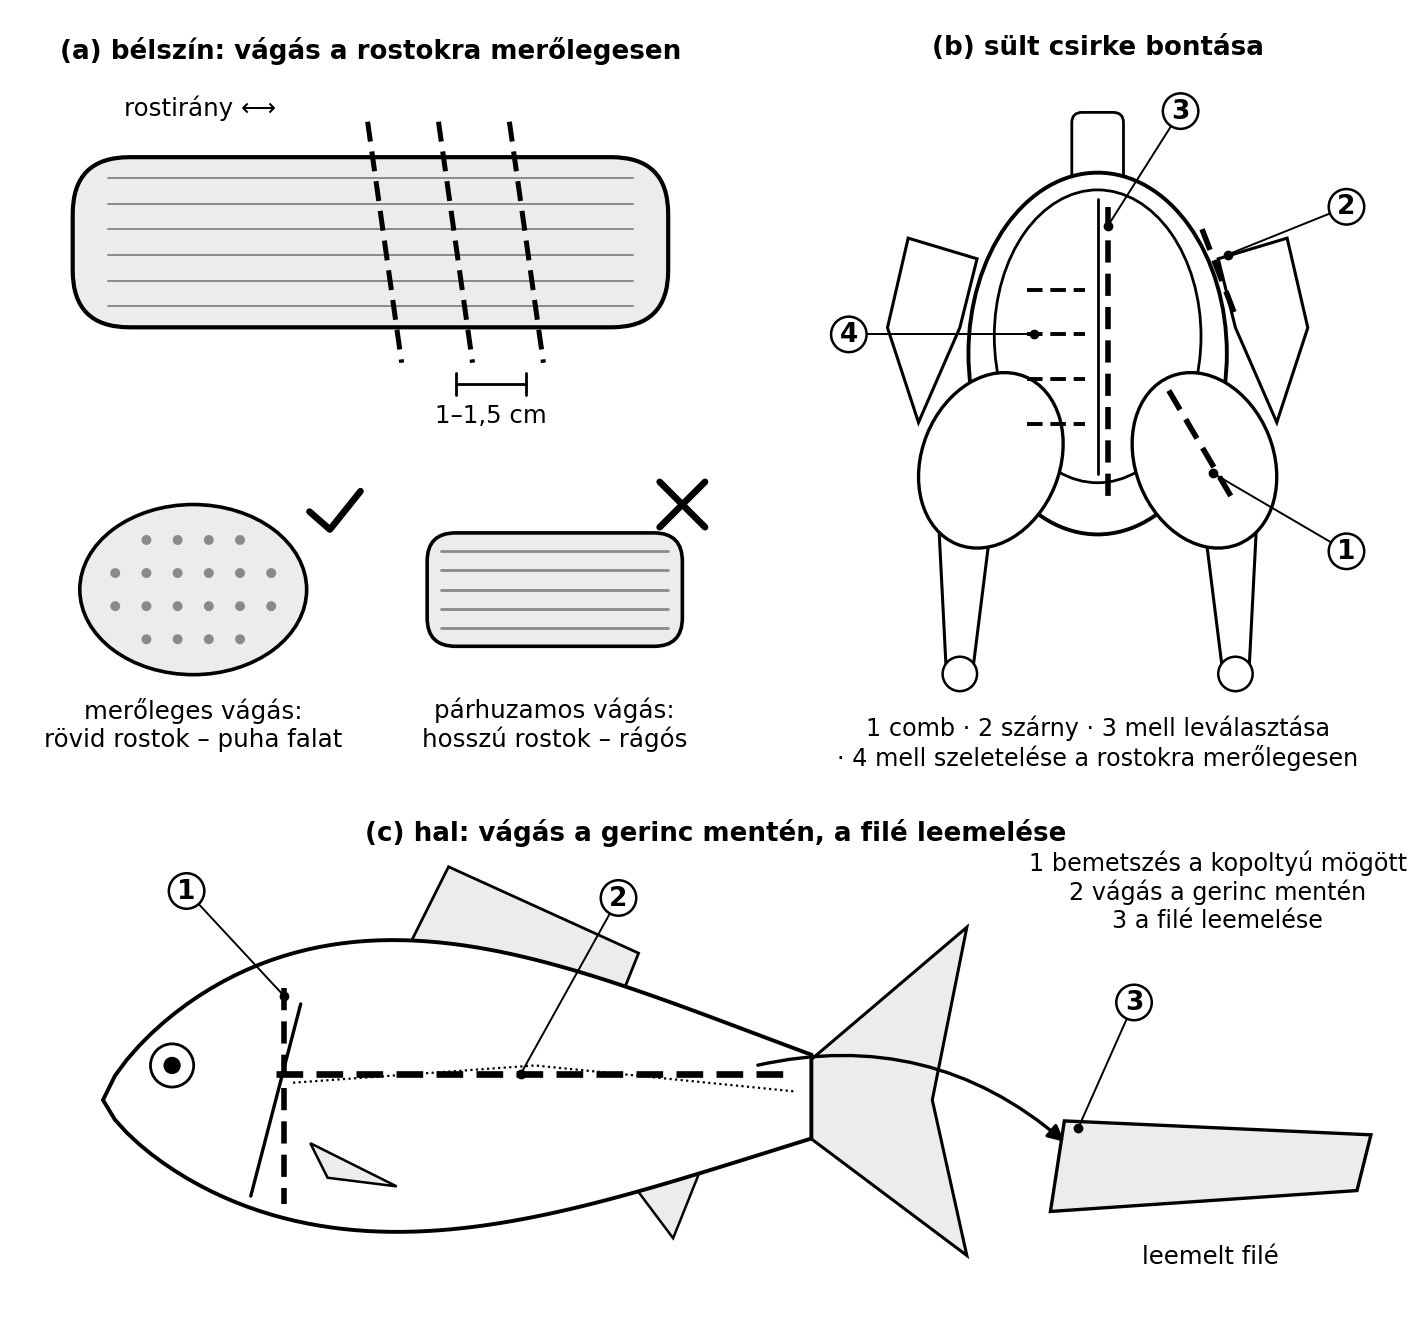 (a) bélszín: vágás a rostokra merőlegesen
rostirány ⟷
1–1,5 cm
merőleges vágás:
rövid rostok – puha falat
párhuzamos vágás:
hosszú rostok – rágós
(b) sült csirke bontása
3
2
4
1
1 comb · 2 szárny · 3 mell leválasztása
· 4 mell szeletelése a rostokra merőlegesen
(c) hal: vágás a gerinc mentén, a filé leemelése
1 bemetszés a kopoltyú mögött
2 vágás a gerinc mentén
3 a filé leemelése
1
2
3
leemelt filé